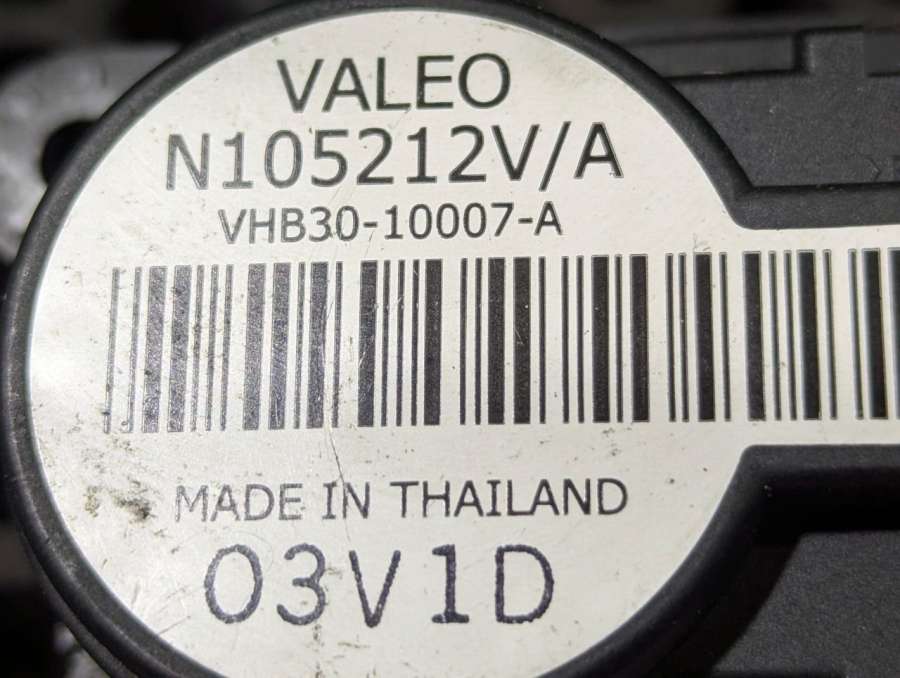 VALEO
N105212V/A
VHB30-10007-A
MADE IN THAILAND
03V1D